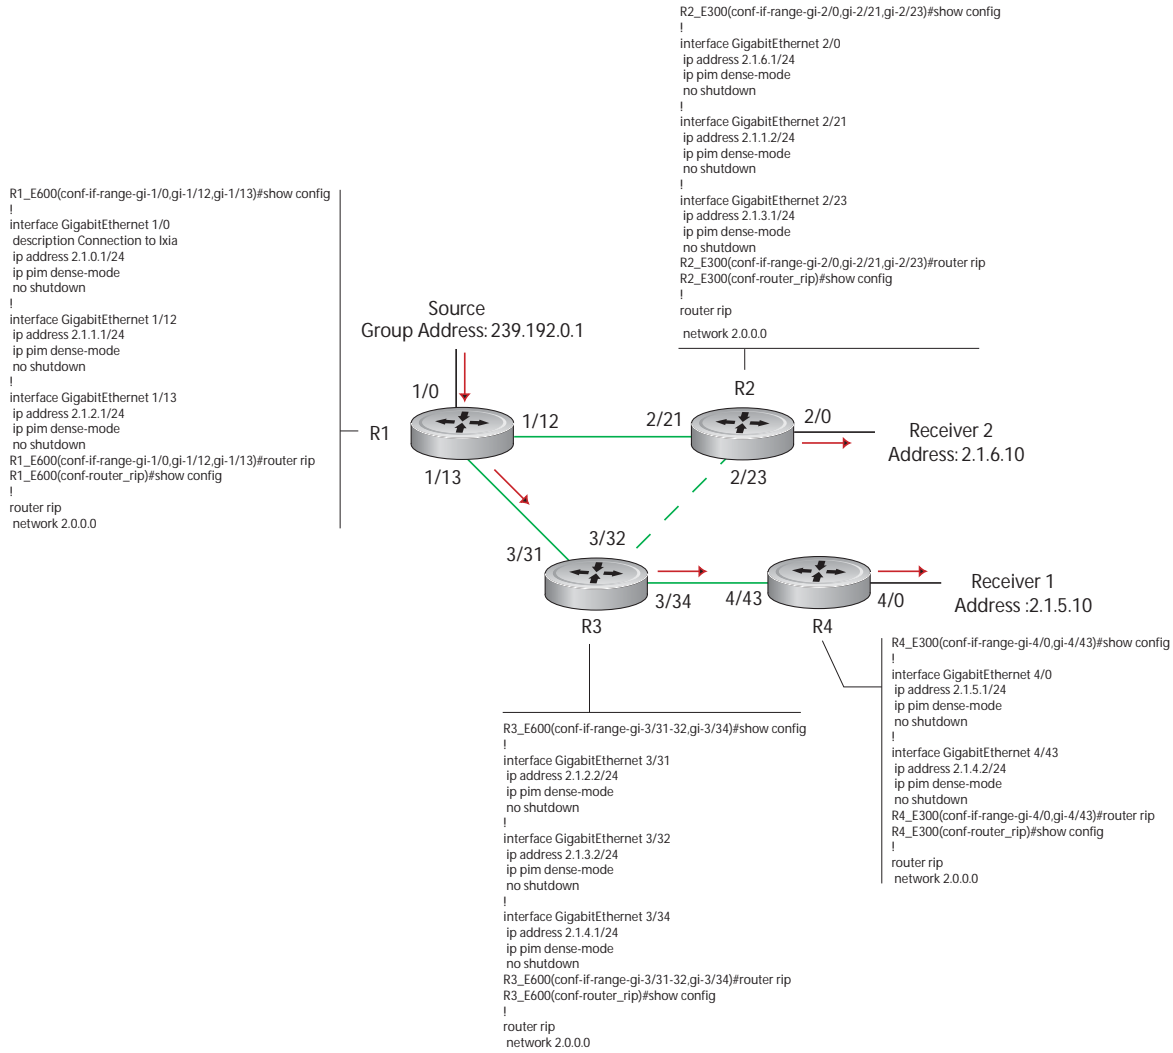 R2_E300(conf-if-range-gi-2/0,gi-2/21,gi-2/23)#show config
!
interface GigabitEthernet 2/0
ip address 2.1.6.1/24
ip pim dense-mode
no shutdown
!
interface GigabitEthernet 2/21
ip address 2.1.1.2/24
ip pim dense-mode
no shutdown
!
interface GigabitEthernet 2/23
ip address 2.1.3.1/24
ip pim dense-mode
no shutdown
R2_E300(conf-if-range-gi-2/0,gi-2/21,gi-2/23)#router rip
R2_E300(conf-router_rip)#show config
!
router rip
network 2.0.0.0
R1_E600(conf-if-range-gi-1/0,gi-1/12,gi-1/13)#show config
!
interface GigabitEthernet 1/0
description Connection to Ixia
ip address 2.1.0.1/24
ip pim dense-mode
no shutdown
!
interface GigabitEthernet 1/12
ip address 2.1.1.1/24
ip pim dense-mode
no shutdown
!
interface GigabitEthernet 1/13
ip address 2.1.2.1/24
ip pim dense-mode
no shutdown
R1_E600(conf-if-range-gi-1/0,gi-1/12,gi-1/13)#router rip
R1_E600(conf-router_rip)#show config
!
router rip
network 2.0.0.0
Source
Group Address: 239.192.0.1
1/0
R1
1/12
1/13
R2
2/21
2/0
2/23
Receiver 2
Address: 2.1.6.10
3/32
3/31
3/34
R3
4/43
4/0
R4
Receiver 1
Address :2.1.5.10
R4_E300(conf-if-range-gi-4/0,gi-4/43)#show config
!
interface GigabitEthernet 4/0
ip address 2.1.5.1/24
ip pim dense-mode
no shutdown
!
interface GigabitEthernet 4/43
ip address 2.1.4.2/24
ip pim dense-mode
no shutdown
R4_E300(conf-if-range-gi-4/0,gi-4/43)#router rip
R4_E300(conf-router_rip)#show config
!
router rip
network 2.0.0.0
R3_E600(conf-if-range-gi-3/31-32,gi-3/34)#show config
!
interface GigabitEthernet 3/31
ip address 2.1.2.2/24
ip pim dense-mode
no shutdown
!
interface GigabitEthernet 3/32
ip address 2.1.3.2/24
ip pim dense-mode
no shutdown
!
interface GigabitEthernet 3/34
ip address 2.1.4.1/24
ip pim dense-mode
no shutdown
R3_E600(conf-if-range-gi-3/31-32,gi-3/34)#router rip
R3_E600(conf-router_rip)#show config
!
router rip
network 2.0.0.0